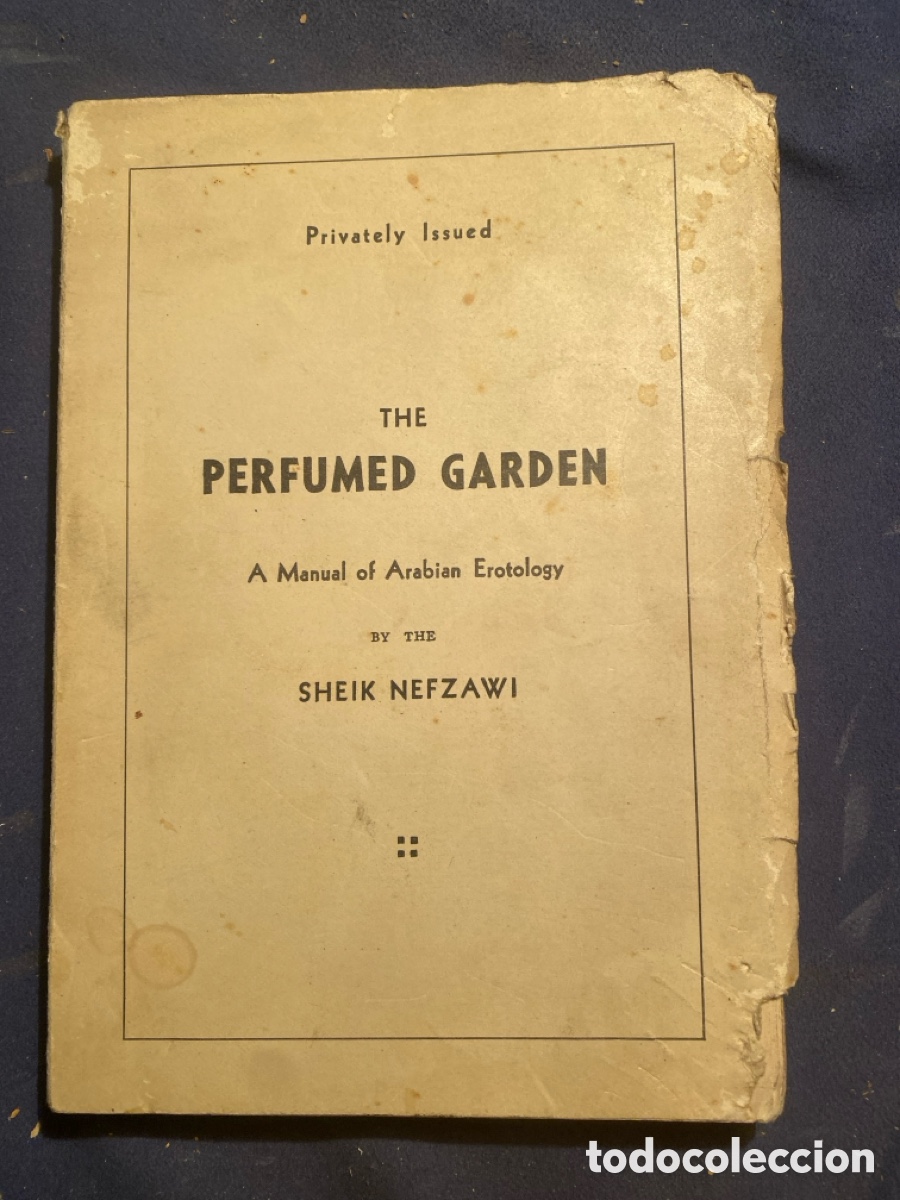 Privately Issued
THE
PERFUMED GARDEN
A Manual of Arabian Erotology
BY THE
SHEIK NEFZAWI
todocoleccion